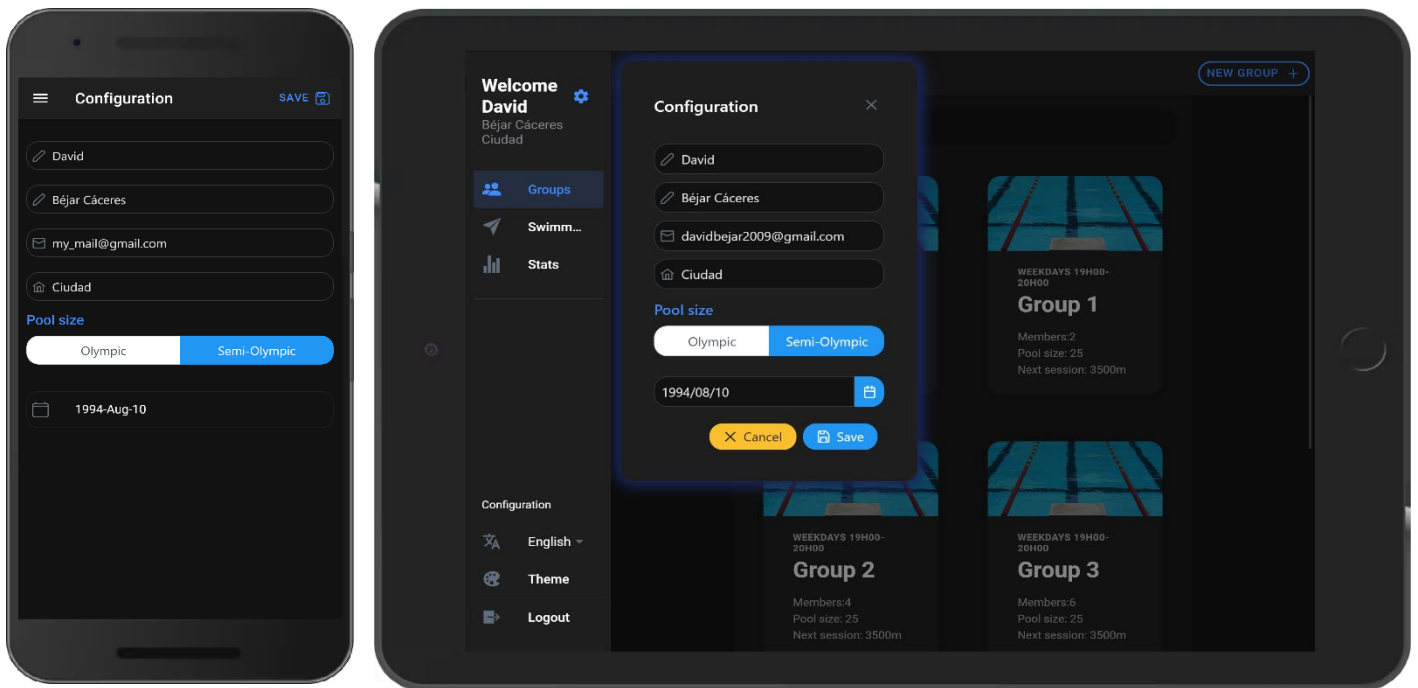 Configuration
SAVE
David
Béjar Cáceres
my_mail@gmail.com
Ciudad
Pool size
Olympic Semi-Olympic
1994-Aug-10
Welcome
David
Béjar Cáceres
Ciudad
Groups
Swimm...
Stats
Configuration
English
Theme
Logout
Configuration
David
Béjar Cáceres
davidbejar2009@gmail.com
Ciudad
Pool size
Olympic Semi-Olympic
1994/08/10
Cancel Save
NEW GROUP +
WEEKDAYS 19H00-
20H00
Group 1
Members:2
Pool size: 25
Next session: 3500m
WEEKDAYS 19H00-
20H00
Group 2
Members:4
Pool size: 25
Next session: 3500m
WEEKDAYS 19H00-
20H00
Group 3
Members:6
Pool size: 25
Next session: 3500m